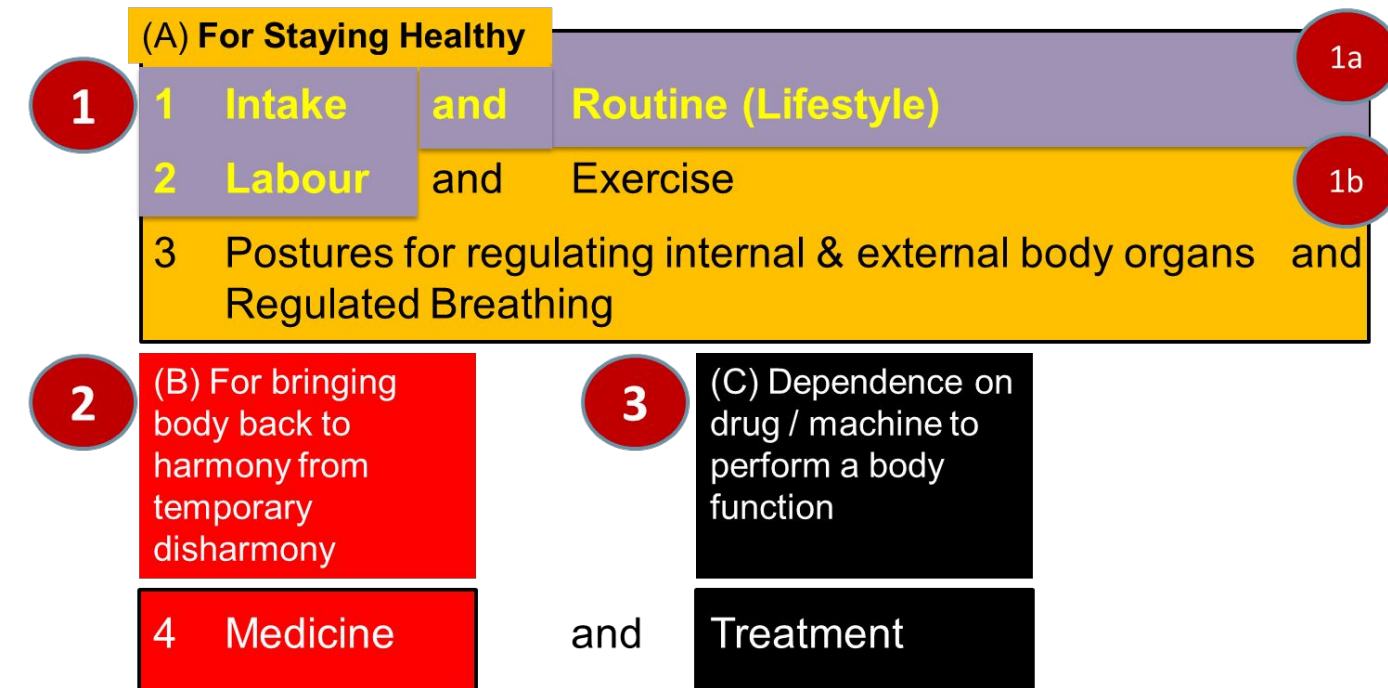 (A) For Staying Healthy
1a
1
1 Intake and Routine (Lifestyle)
2 Labour and Exercise
1b
3 Postures for regulating internal & external body organs and
Regulated Breathing
2
(B) For bringing
body back to
harmony from
temporary
disharmony
3
(C) Dependence on
drug / machine to
perform a body
function
4 Medicine and Treatment